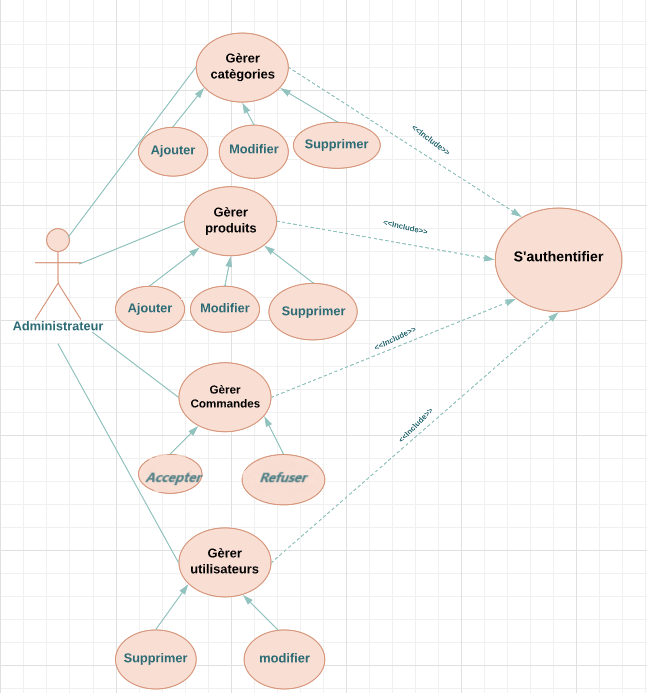 Gèrer
catègories
<<Include>>
Ajouter
Modifier
Supprimer
Gèrer
produits
<<Include>>
S'authentifier
Ajouter
Modifier
Supprimer
Administrateur
<<Include>>
Gèrer
Commandes
<<Include>>
Accepter
Refuser
Gèrer
utilisateurs
Supprimer
modifier